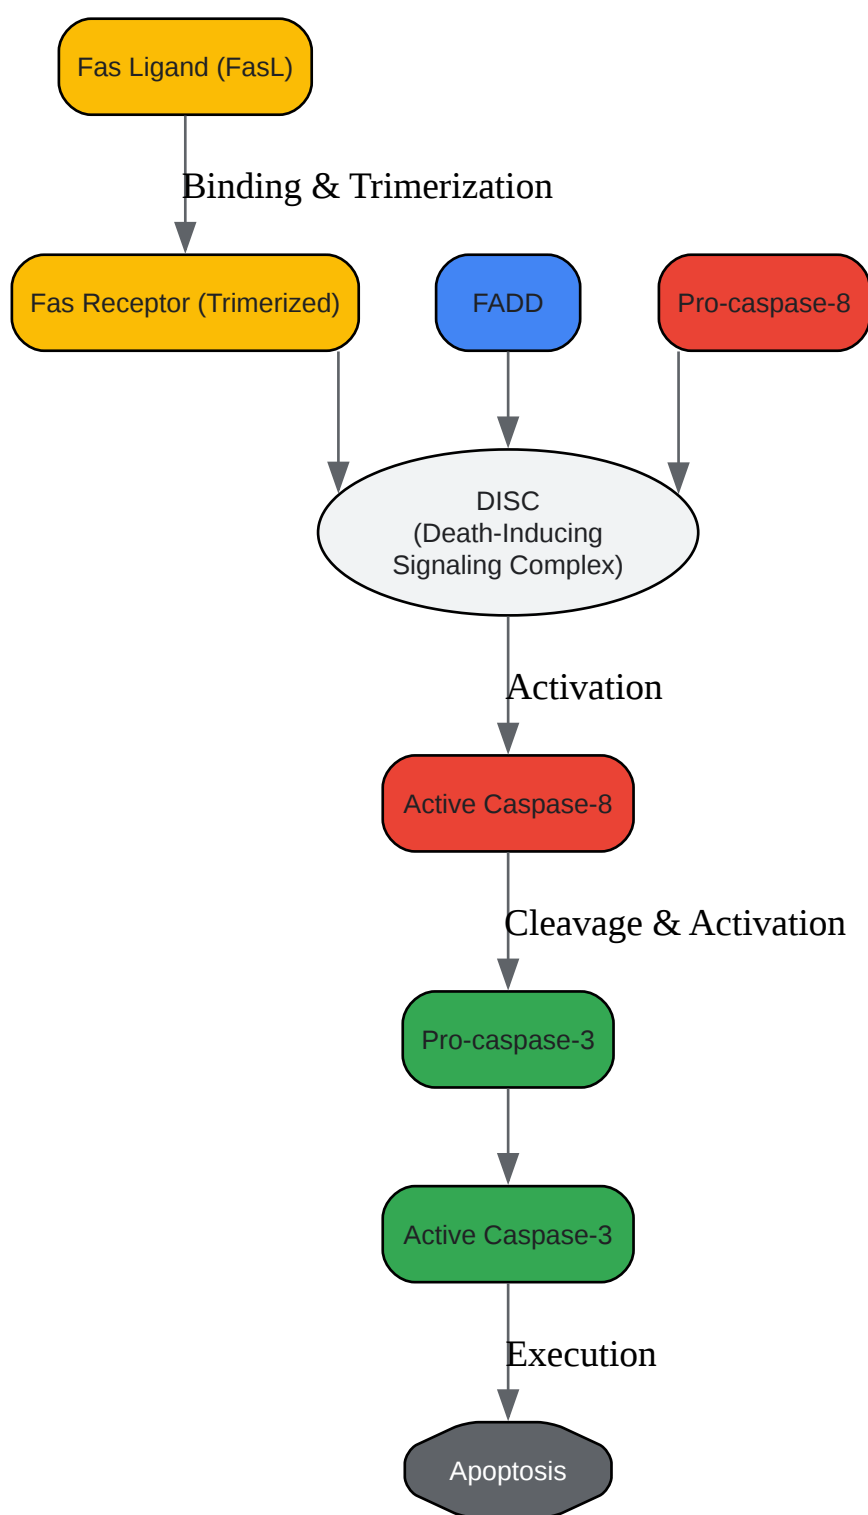 Fas Ligand (FasL)
Binding & Trimerization
Fas Receptor (Trimerized)
FADD
Pro-caspase-8
DISC
(Death-Inducing
Signaling Complex)
Activation
Active Caspase-8
Cleavage & Activation
Pro-caspase-3
Active Caspase-3
Execution
Apoptosis